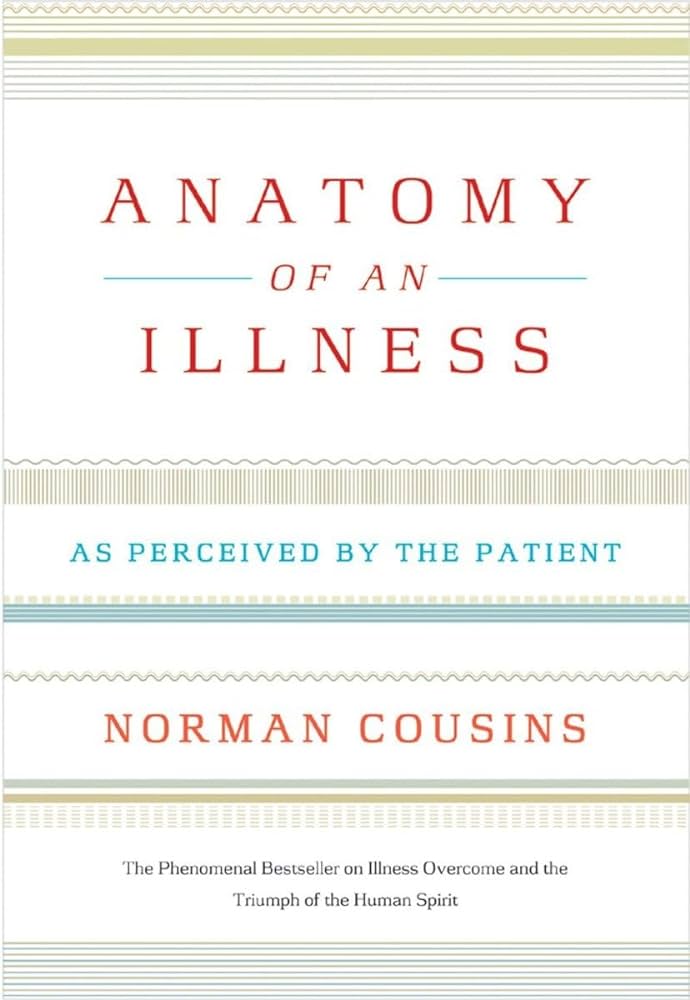 ANATOMY
OF AN
ILLNESS
AS PERCEIVED BY THE PATIENT
NORMAN COUSINS
The Phenomenal Bestseller on Illness Overcome and the
Triumph of the Human Spirit